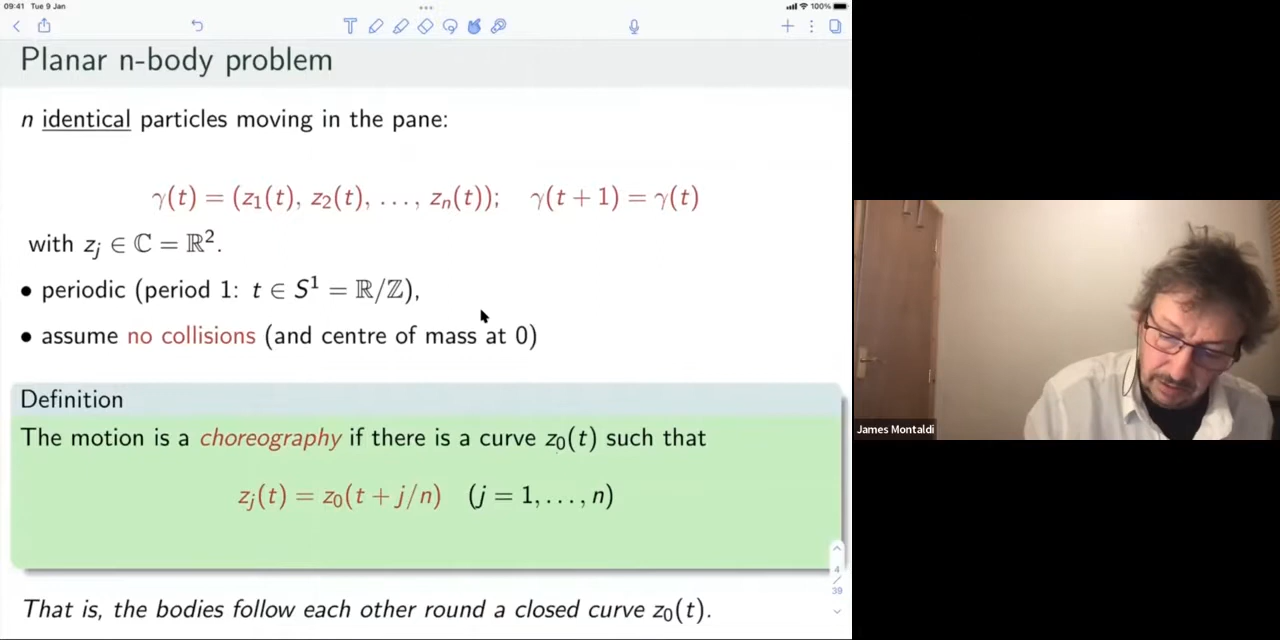 09:41 Tue 9 Jan
100%
Planar n-body problem
n identical particles moving in the pane:
γ(t) = (z₁(t), z₂(t), …, zₙ(t)); γ(t + 1) = γ(t)
with zⱼ ∈ ℂ = ℝ².
• periodic (period 1: t ∈ S¹ = ℝ/ℤ),
• assume no collisions (and centre of mass at 0)
Definition
The motion is a choreography if there is a curve z₀(t) such that
zⱼ(t) = z₀(t + j/n) (j = 1, …, n)
4
/
39
That is, the bodies follow each other round a closed curve z₀(t).
James Montaldi